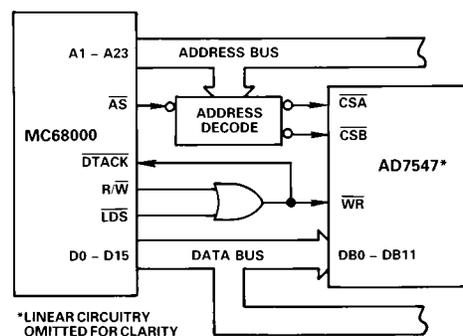 A1 – A23
ADDRESS BUS
AS
ADDRESS
DECODE
CSA
CSB
MC68000
DTACK
AD7547*
R/W
WR
LDS
D0 – D15
DATA BUS
DB0 – DB11
*LINEAR CIRCUITRY
OMITTED FOR CLARITY